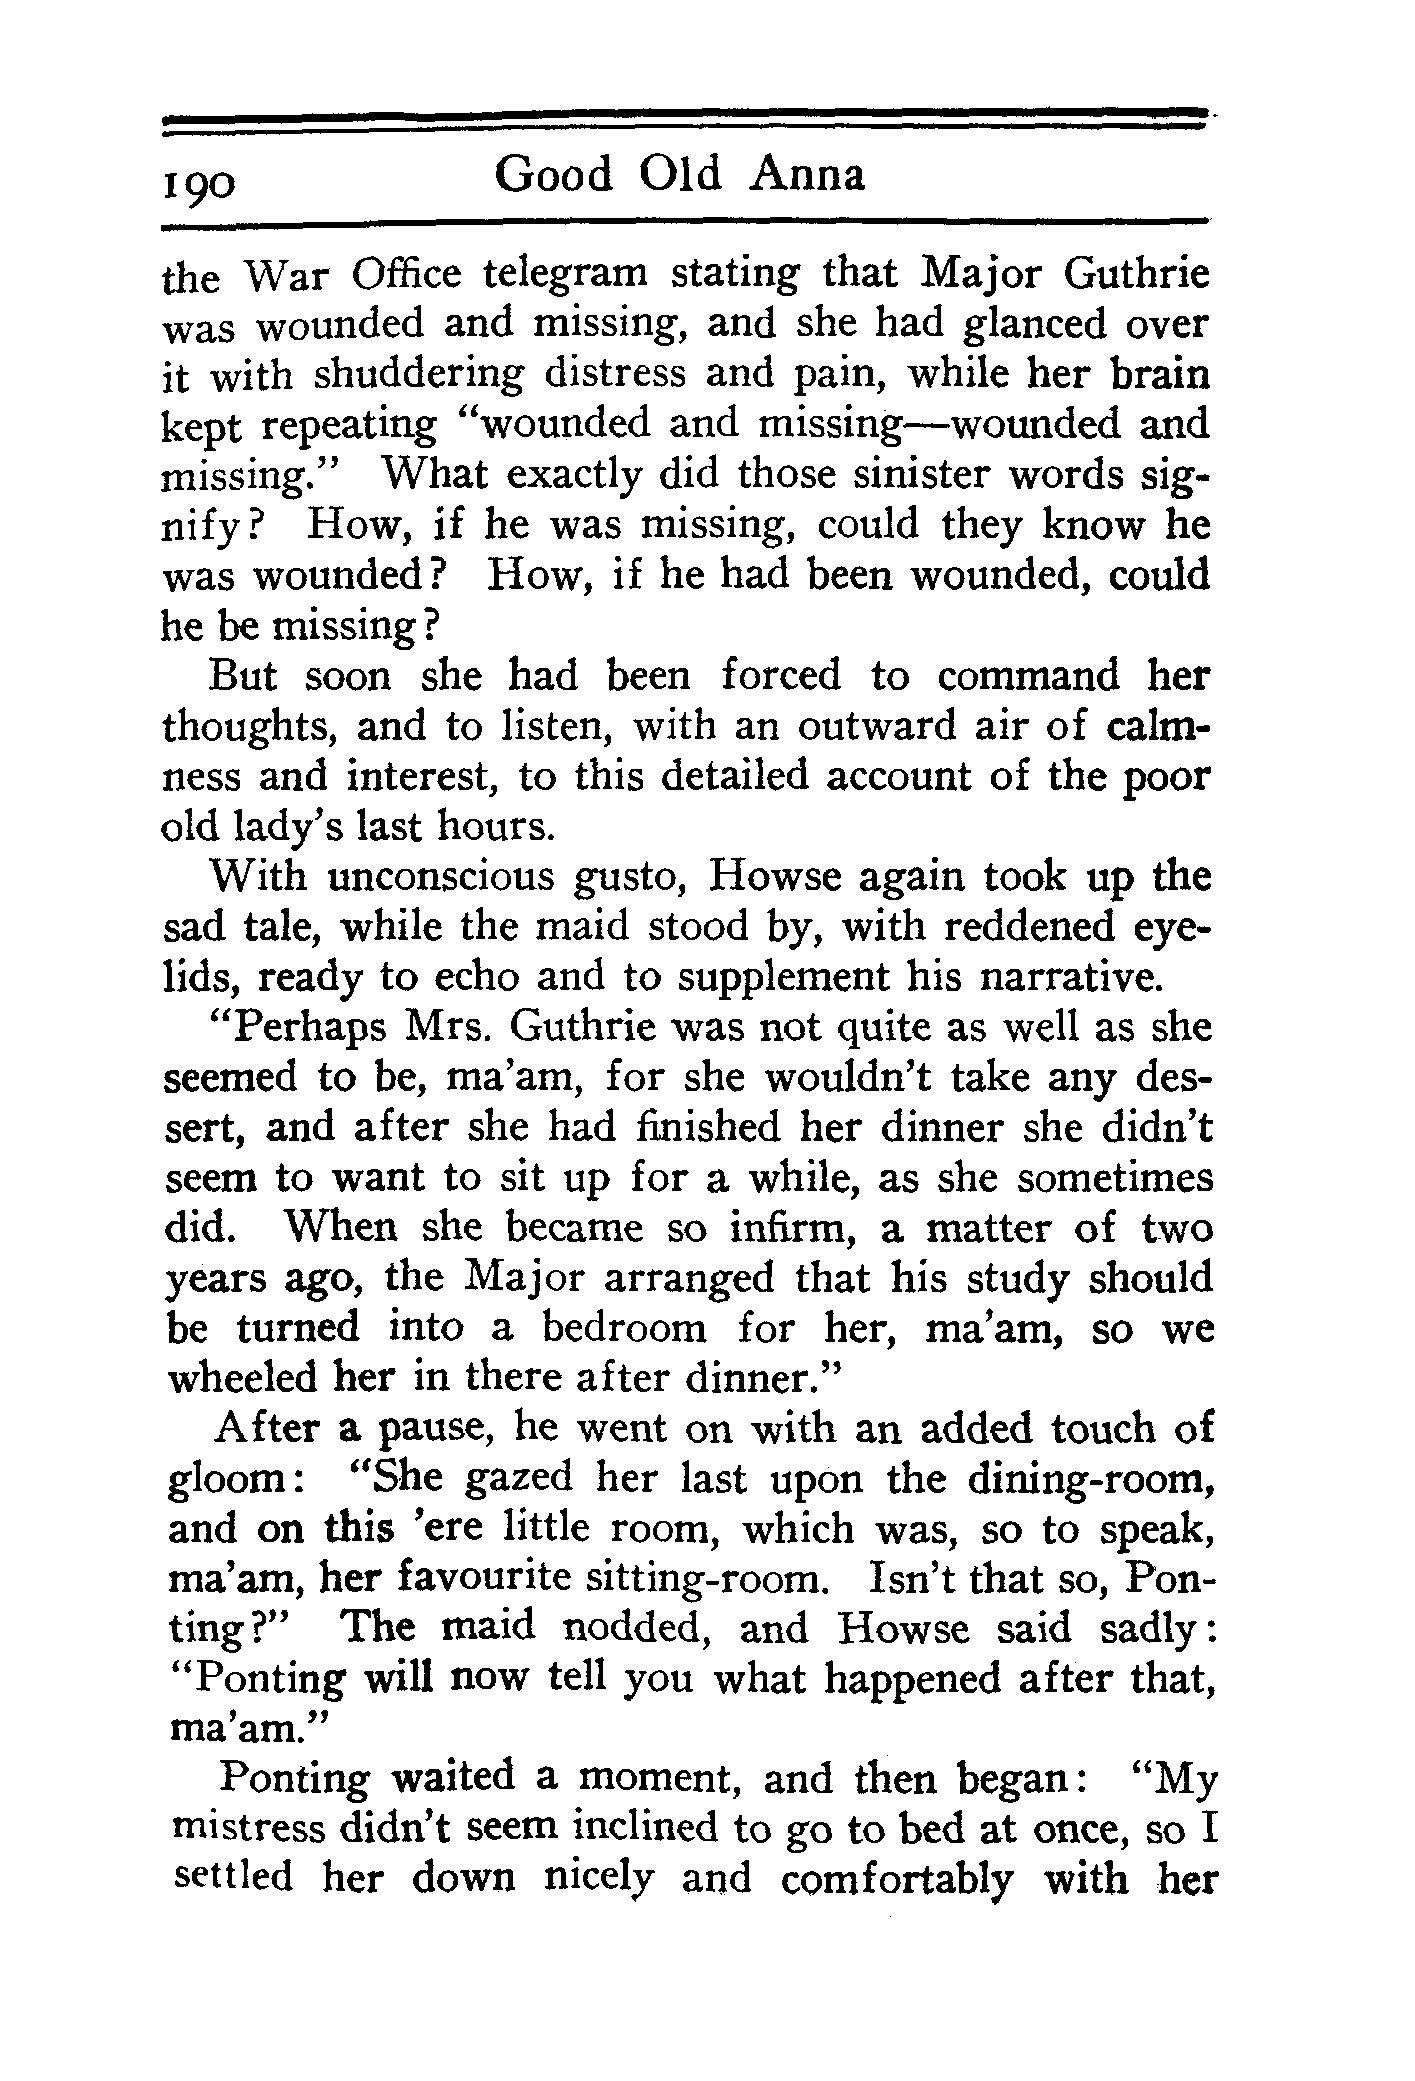 190 Good Old Anna
the War Office telegram stating that Major Guthrie
was wounded and missing, and she had glanced over
it with shuddering distress and pain, while her brain
kept repeating “wounded and missing—wounded and
missing.” What exactly did those sinister words sig-
nify? How, if he was missing, could they know he
was wounded? How, if he had been wounded, could
he be missing?
But soon she had been forced to command her
thoughts, and to listen, with an outward air of calm-
ness and interest, to this detailed account of the poor
old lady’s last hours.
With unconscious gusto, Howse again took up the
sad tale, while the maid stood by, with reddened eye-
lids, ready to echo and to supplement his narrative.
“Perhaps Mrs. Guthrie was not quite as well as she
seemed to be, ma’am, for she wouldn’t take any des-
sert, and after she had finished her dinner she didn’t
seem to want to sit up for a while, as she sometimes
did. When she became so infirm, a matter of two
years ago, the Major arranged that his study should
be turned into a bedroom for her, ma’am, so we
wheeled her in there after dinner.”
After a pause, he went on with an added touch of
gloom: “She gazed her last upon the dining-room,
and on this ’ere little room, which was, so to speak,
ma’am, her favourite sitting-room. Isn’t that so, Pon-
ting?” The maid nodded, and Howse said sadly:
“Ponting will now tell you what happened after that,
ma’am.”
Ponting waited a moment, and then began: “My
mistress didn’t seem inclined to go to bed at once, so I
settled her down nicely and comfortably with her